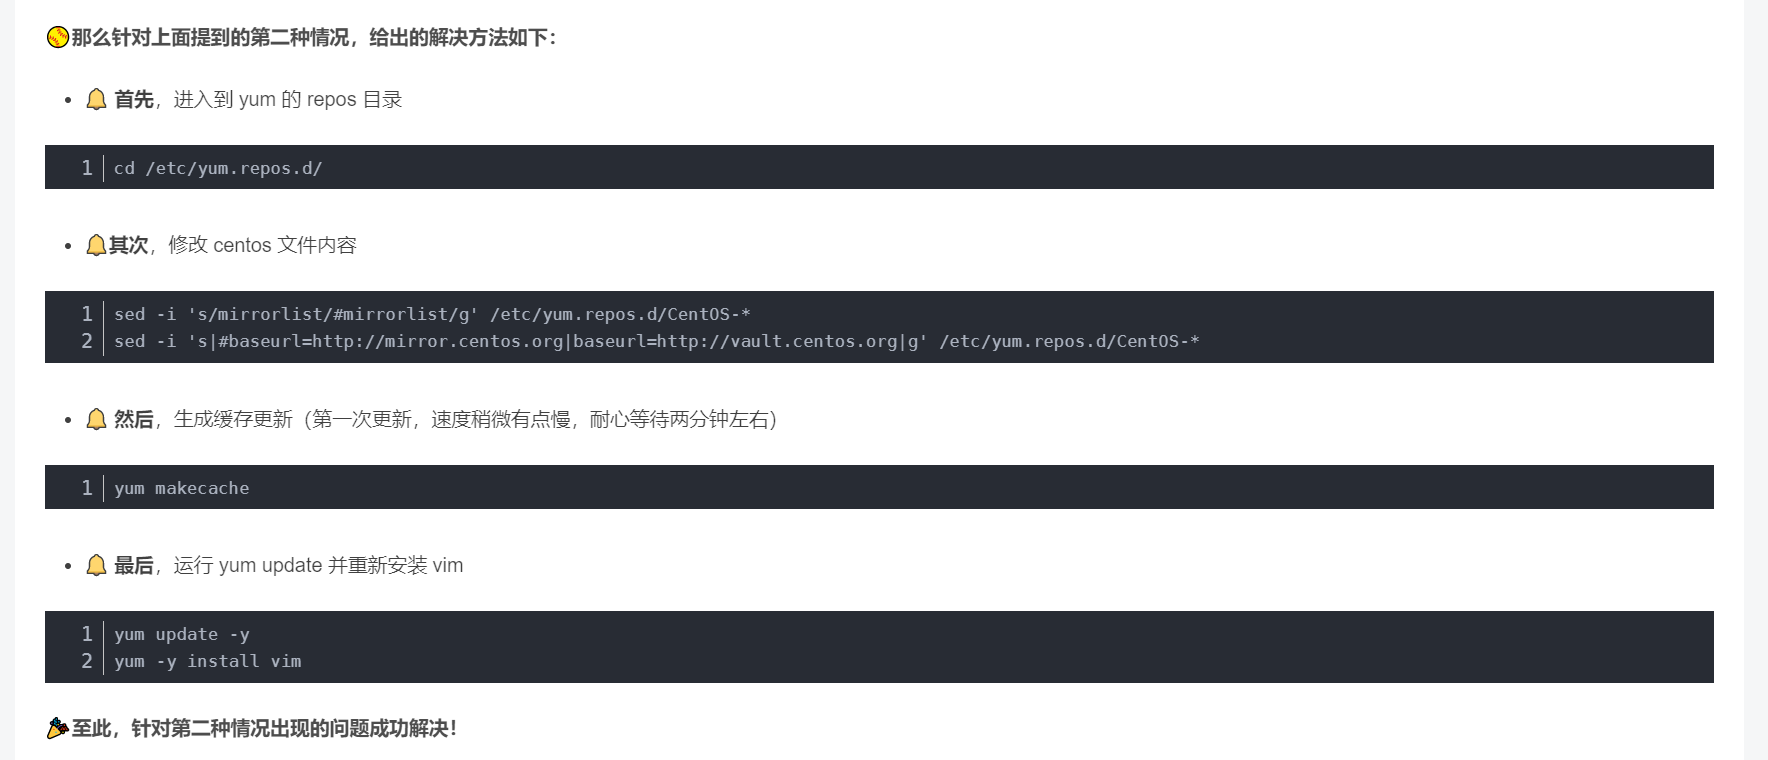 那么针对上面提到的第二种情况，给出的解决方法如下：
首先，进入到 yum 的 repos 目录
1 cd /etc/yum.repos.d/
其次，修改 centos 文件内容
1 sed -i 's/mirrorlist/#mirrorlist/g' /etc/yum.repos.d/CentOS-*
2 sed -i 's|#baseurl=http://mirror.centos.org|baseurl=http://vault.centos.org|g' /etc/yum.repos.d/CentOS-*
然后，生成缓存更新（第一次更新，速度稍微有点慢，耐心等待两分钟左右）
1 yum makecache
最后，运行 yum update 并重新安装 vim
1 yum update -y
2 yum -y install vim
至此，针对第二种情况出现的问题成功解决！